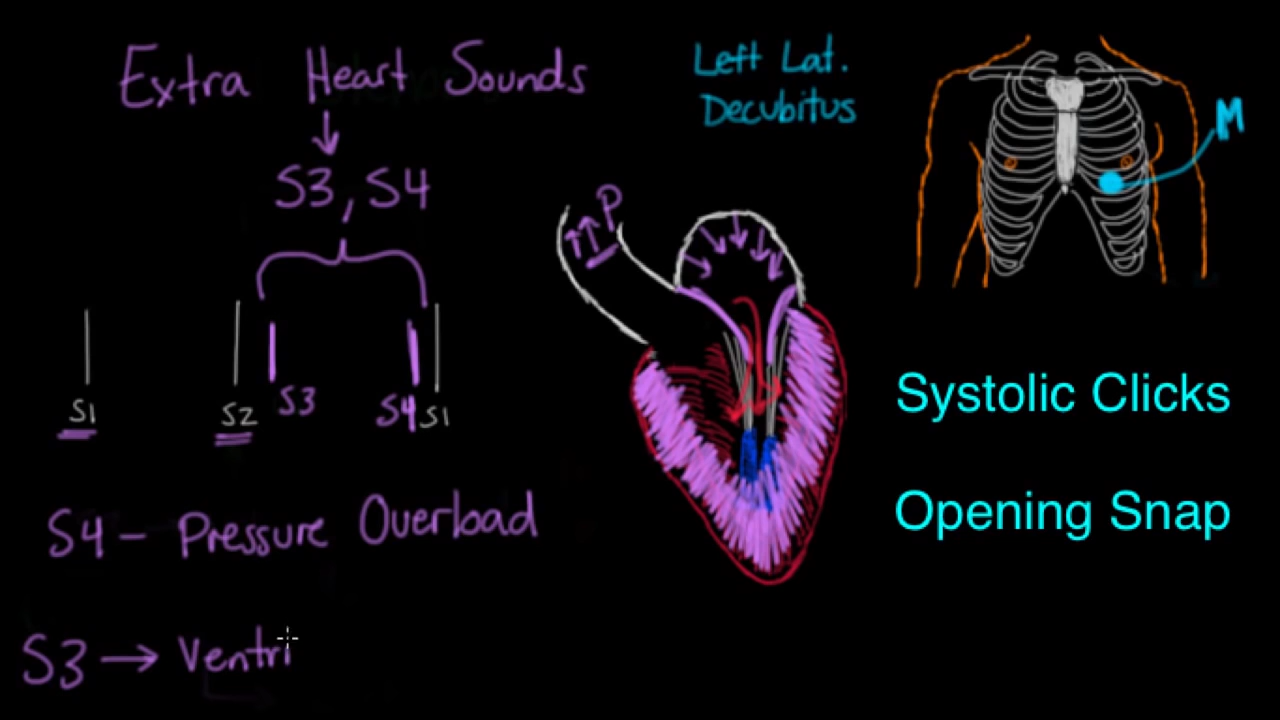 Extra Heart Sounds
S3, S4
S1 S2 S3 S4 S1
S4 - Pressure Overload
S3 → Ventri
Left Lat.
Decubitus
P
M
Systolic Clicks
Opening Snap